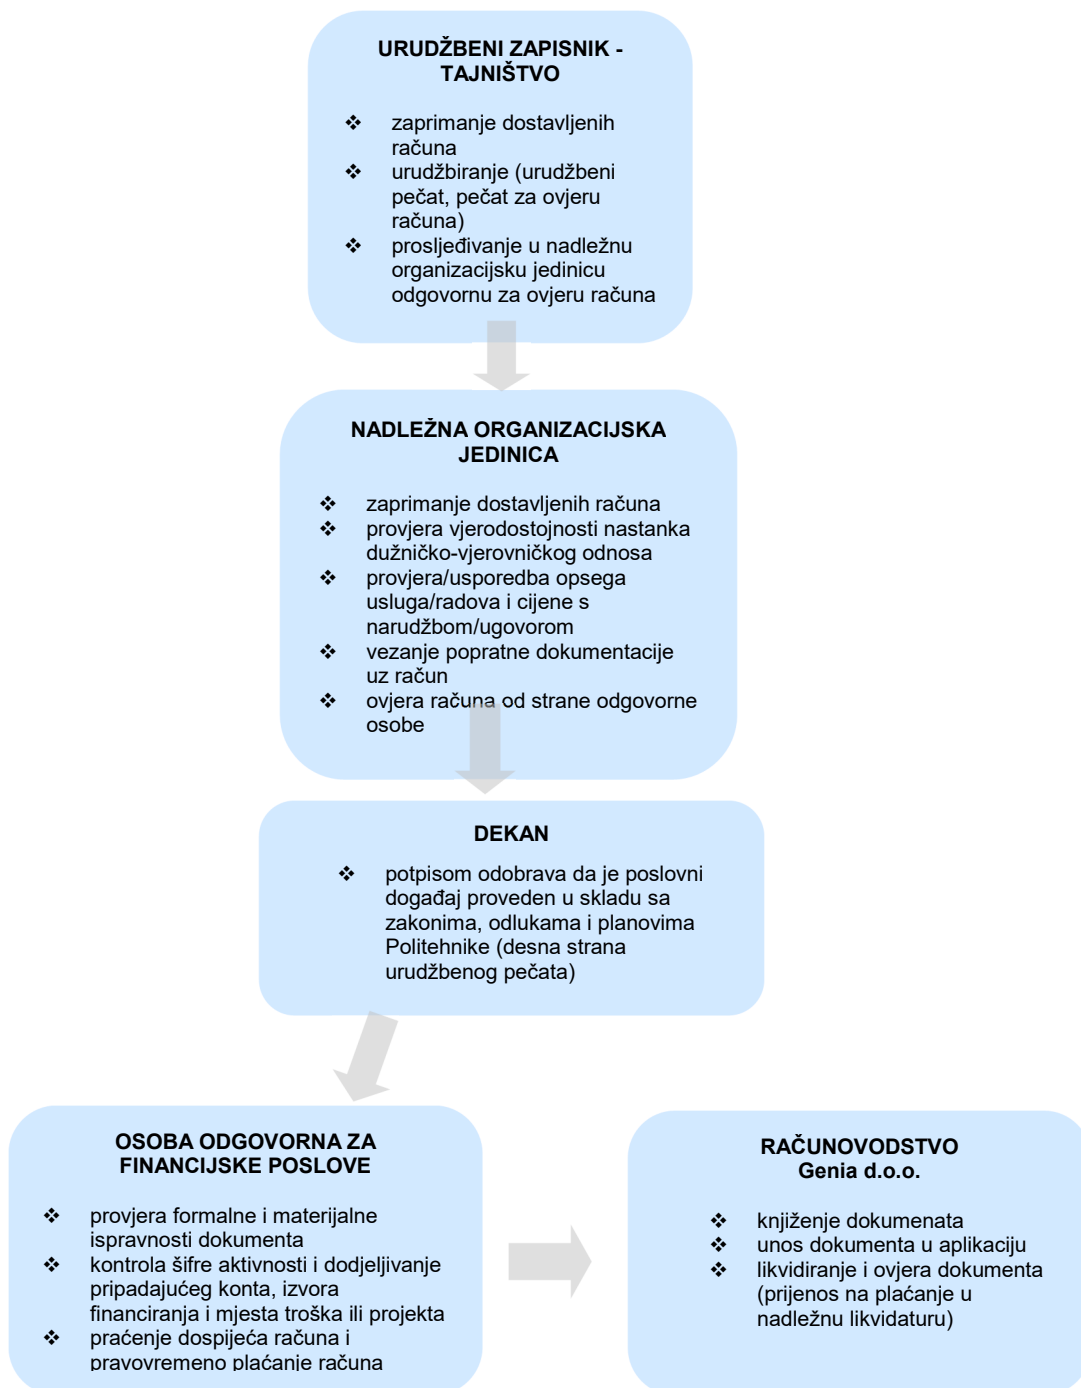 URUDŽBENI ZAPISNIK -
TAJNIŠTVO
❖ zaprimanje dostavljenih
računa
❖ urudžbiranje (urudžbeni
pečat, pečat za ovjeru
računa)
❖ prosljeđivanje u nadležnu
organizacijsku jedinicu
odgovornu za ovjeru računa
NADLEŽNA ORGANIZACIJSKA
JEDINICA
❖ zaprimanje dostavljenih računa
❖ provjera vjerodostojnosti nastanka
dužničko-vjerovničkog odnosa
❖ provjera/usporedba opsega
usluga/radova i cijene s
narudžbom/ugovorom
❖ vezanje popratne dokumentacije
uz račun
❖ ovjera računa od strane odgovorne
osobe
DEKAN
❖ potpisom odobrava da je poslovni
događaj proveden u skladu sa
zakonima, odlukama i planovima
Politehnike (desna strana
urudžbenog pečata)
OSOBA ODGOVORNA ZA
FINANCIJSKE POSLOVE
❖ provjera formalne i materijalne
ispravnosti dokumenta
❖ kontrola šifre aktivnosti i dodjeljivanje
pripadajućeg konta, izvora
financiranja i mjesta troška ili projekta
❖ praćenje dospijeća računa i
pravovremeno plaćanje računa
RAČUNOVODSTVO
Genia d.o.o.
❖ knjiženje dokumenata
❖ unos dokumenta u aplikaciju
❖ likvidiranje i ovjera dokumenta
(prijenos na plaćanje u
nadležnu likvidaturu)